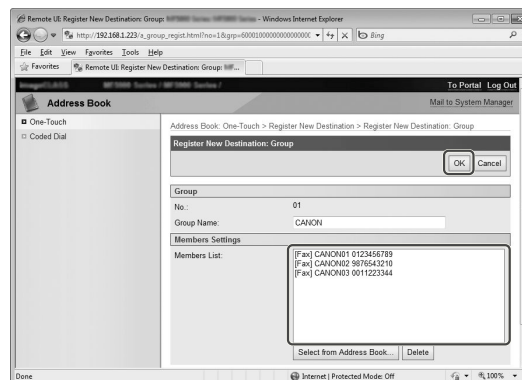 Remote UI: Register New Destination: Group: - Windows Internet Explorer
http://192.168.1.223/a_group_regist.html?no=1&grp=60001000000000000000
Bing
File Edit View Favorites Tools Help
Favorites Remote UI: Register New Destination: Group:
To Portal Log Out
Address Book
Mail to System Manager
One-Touch
Coded Dial
Address Book: One-Touch > Register New Destination > Register New Destination: Group
Register New Destination: Group
OK Cancel
Group
No.: 01
Group Name: CANON
Members Settings
Members List:
[Fax] CANON01 0123456789
[Fax] CANON02 9876543210
[Fax] CANON03 0011223344
Select from Address Book... Delete
Done
Internet | Protected Mode: Off
100%